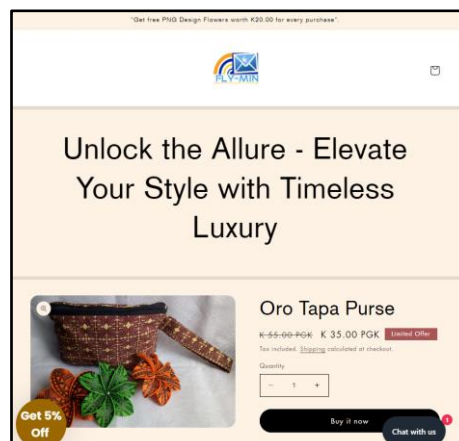 "Get free PNG Design Flowers worth K20.00 for every purchase".
FLY-MIN
Unlock the Allure - Elevate
Your Style with Timeless
Luxury
Oro Tapa Purse
K 55.00 PGK K 35.00 PGK Limited Offer
Tax included. Shipping calculated at checkout.
Quantity
− 1 +
Buy it now
Get 5%
Off
Chat with us
1